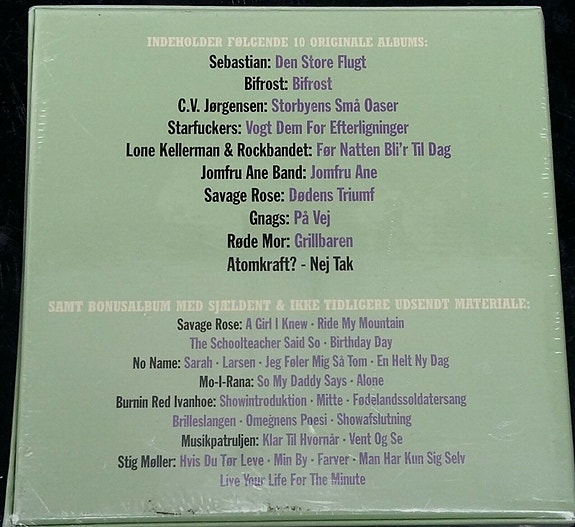 INDEHOLDER FØLGENDE 10 ORIGINALE ALBUMS:
Sebastian: Den Store Flugt
Bifrost: Bifrost
C.V. Jørgensen: Storbyens Små Oaser
Starfuckers: Vogt Dem For Efterligninger
Lone Kellerman & Rockbandet: Før Natten Bli'r Til Dag
Jomfru Ane Band: Jomfru Ane
Savage Rose: Dødens Triumf
Gnags: På Vej
Røde Mor: Grillbaren
Atomkraft? - Nej Tak
SAMT BONUSALBUM MED SJÆLDENT & IKKE TIDLIGERE UDSENDT MATERIALE:
Savage Rose: A Girl I Knew · Ride My Mountain
The Schoolteacher Said So · Birthday Day
No Name: Sarah · Larsen · Jeg Føler Mig Så Tom · En Helt Ny Dag
Mo-I-Rana: So My Daddy Says · Alone
Burnin Red Ivanhoe: Showintroduktion · Mitte · Fødelandssoldatersang
Brilleslangen · Omegnens Poesi · Showafslutning
Musikpatruljen: Klar Til Hvornår · Vent Og Se
Stig Møller: Hvis Du Tør Leve · Min By · Farver · Man Har Kun Sig Selv
Live Your Life For The Minute